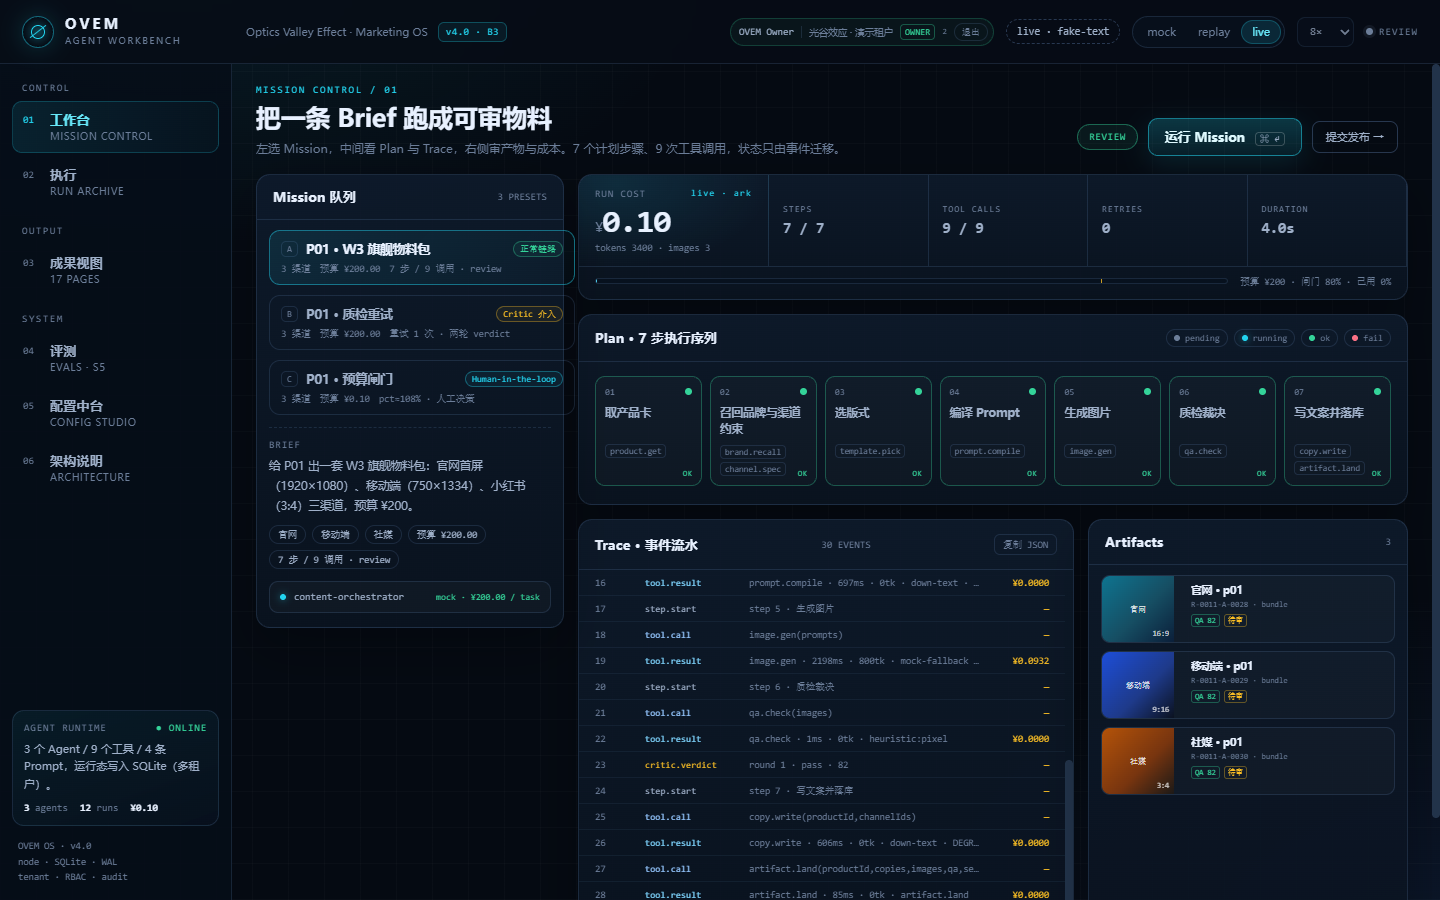 OVEM
AGENT WORKBENCH
Optics Valley Effect · Marketing OS
v4.0 · B3
OVEM Owner
光谷效应 · 演示租户
OWNER
2
退出
live · fake-text
mock
replay
live
8×
REVIEW
CONTROL
01
工作台
MISSION CONTROL
02
执行
RUN ARCHIVE
OUTPUT
03
成果视图
17 PAGES
SYSTEM
04
评测
EVALS · S5
05
配置中台
CONFIG STUDIO
06
架构说明
ARCHITECTURE
AGENT RUNTIME
ONLINE
3 个 Agent / 9 个工具 / 4 条
Prompt，运行态写入 SQLite（多租
户）。
3 agents 12 runs ¥0.10
OVEM OS · v4.0
node · SQLite · WAL
tenant · RBAC · audit
MISSION CONTROL / 01
把一条 Brief 跑成可审物料
左选 Mission，中间看 Plan 与 Trace，右侧审产物与成本。7 个计划步骤、9 次工具调用，状态只由事件迁移。
REVIEW
运行 Mission ⌘ ↵
提交发布 →
Mission 队列
3 PRESETS
A
P01 • W3 旗舰物料包
正常链路
3 渠道 预算 ¥200.00 7 步 / 9 调用 · review
B
P01 • 质检重试
Critic 介入
3 渠道 预算 ¥200.00 重试 1 次 · 两轮 verdict
C
P01 • 预算闸门
Human-in-the-loop
3 渠道 预算 ¥0.10 pct=108% · 人工决策
BRIEF
给 P01 出一套 W3 旗舰物料包：官网首屏
（1920×1080）、移动端（750×1334）、小红书
（3:4）三渠道，预算 ¥200。
官网
移动端
社媒
预算 ¥200.00
7 步 / 9 调用 · review
content-orchestrator
mock · ¥200.00 / task
RUN COST
live · ark
¥0.10
tokens 3400 · images 3
STEPS
7 / 7
TOOL CALLS
9 / 9
RETRIES
0
DURATION
4.0s
预算 ¥200 · 闸门 80% · 已用 0%
Plan • 7 步执行序列
pending
running
ok
fail
01
取产品卡
product.get
OK
02
召回品牌与渠道
约束
brand.recall
channel.spec
OK
03
选版式
template.pick
OK
04
编译 Prompt
prompt.compile
OK
05
生成图片
image.gen
OK
06
质检裁决
qa.check
OK
07
写文案并落库
copy.write
artifact.land
OK
Trace • 事件流水
30 EVENTS
复制 JSON
16 tool.result prompt.compile · 697ms · 0tk · down-text · … ¥0.0000
17 step.start step 5 · 生成图片 —
18 tool.call image.gen(prompts) —
19 tool.result image.gen · 2198ms · 800tk · mock-fallback … ¥0.0932
20 step.start step 6 · 质检裁决 —
21 tool.call qa.check(images) —
22 tool.result qa.check · 1ms · 0tk · heuristic:pixel ¥0.0000
23 critic.verdict round 1 · pass · 82 —
24 step.start step 7 · 写文案并落库 —
25 tool.call copy.write(productId,channelIds) —
26 tool.result copy.write · 606ms · 0tk · down-text · DEGR… ¥0.0000
27 tool.call artifact.land(productId,copies,images,qa,se… —
28 tool.result artifact.land · 85ms · 0tk · artifact.land ¥0.0000
Artifacts
3
官网
16:9
官网 • p01
R-0011-A-0028 · bundle
QA 82
待审
移动端
9:16
移动端 • p01
R-0011-A-0029 · bundle
QA 82
待审
社媒
3:4
社媒 • p01
R-0011-A-0030 · bundle
QA 82
待审